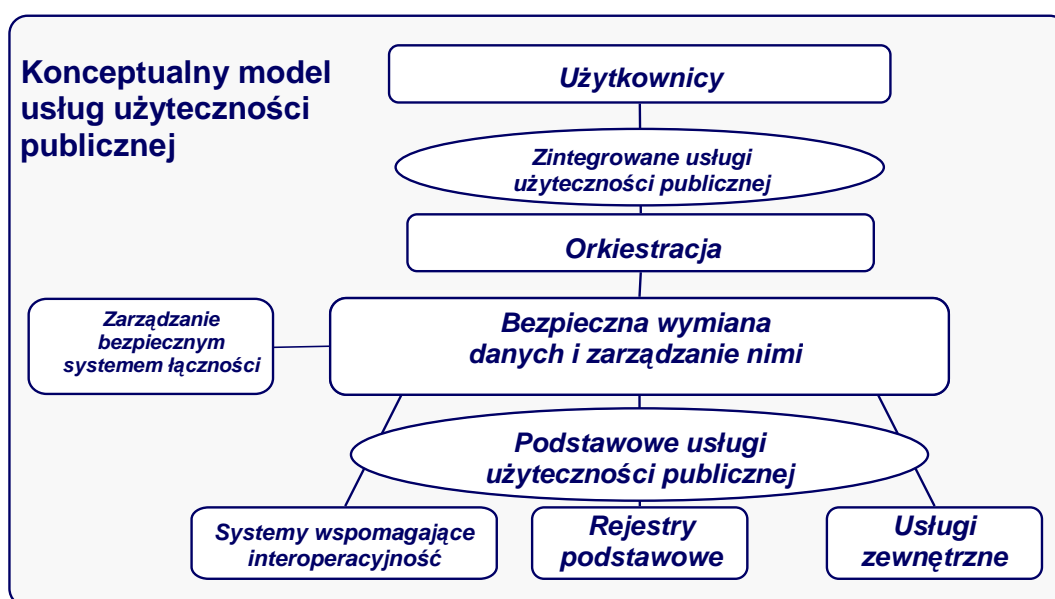 Konceptualny model
usług użyteczności
publicznej
Użytkownicy
Zintegrowane usługi
użyteczności publicznej
Orkiestracja
Zarządzanie
bezpiecznym
systemem łączności
Bezpieczna wymiana
danych i zarządzanie nimi
Podstawowe usługi
użyteczności publicznej
Systemy wspomagające
interoperacyjność
Rejestry
podstawowe
Usługi
zewnętrzne